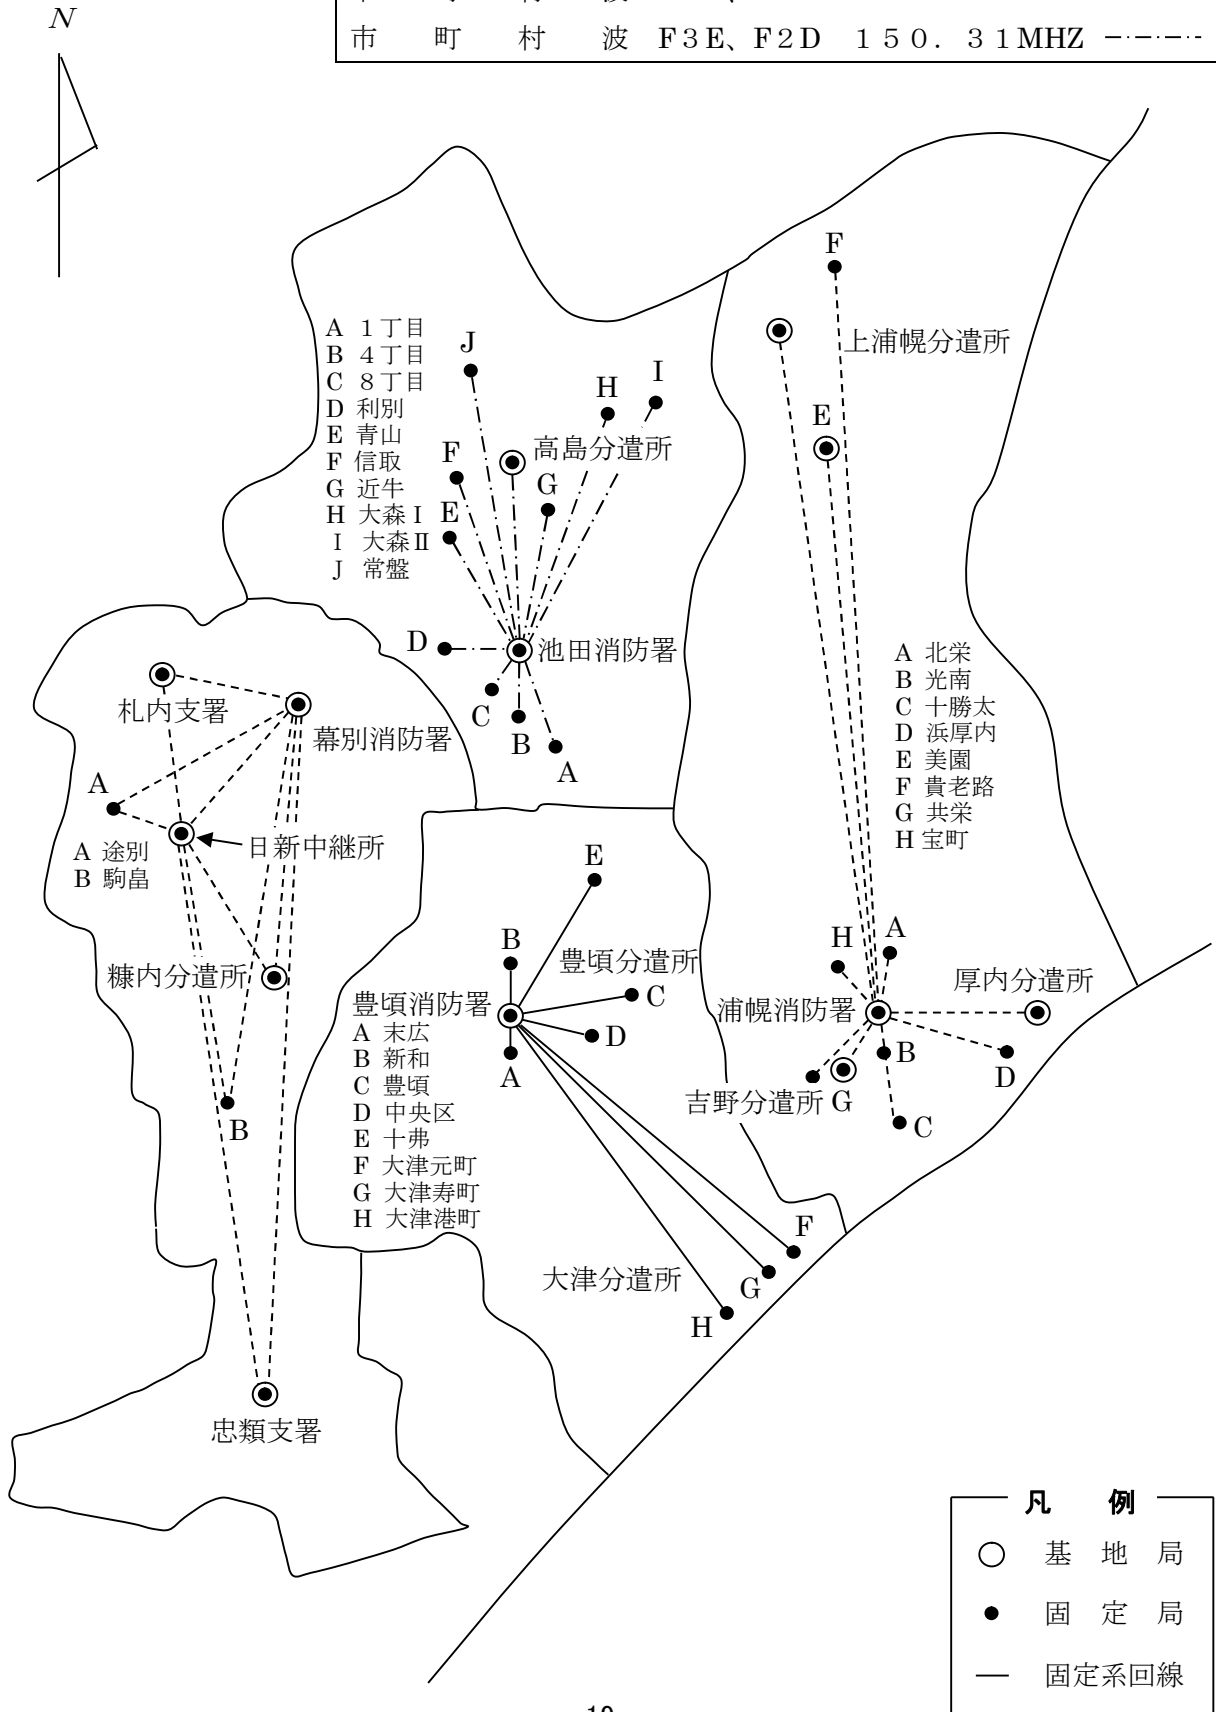 市　町　村　波　F3E、F2D　１５０．３１MHZ
N
F
上浦幌分遣所
E
A １丁目
B ４丁目
C ８丁目
D 利別
E 青山
F 信取
G 近牛
H 大森Ⅰ
I 大森Ⅱ
J 常盤
J
H
I
高島分遣所
F
G
E
D
池田消防署
C
B
A
札内支署
幕別消防署
A
日新中継所
A 途別
B 駒畠
糠内分遣所
B
忠類支署
A 北栄
B 光南
C 十勝太
D 浜厚内
E 美園
F 貴老路
G 共栄
H 宝町
E
B
豊頃分遣所
C
豊頃消防署
D
A
A 末広
B 新和
C 豊頃
D 中央区
E 十弗
F 大津元町
G 大津寿町
H 大津港町
F
大津分遣所
G
H
H
A
厚内分遣所
浦幌消防署
B
D
吉野分遣所
G
C
凡　例
基　地　局
固　定　局
固定系回線